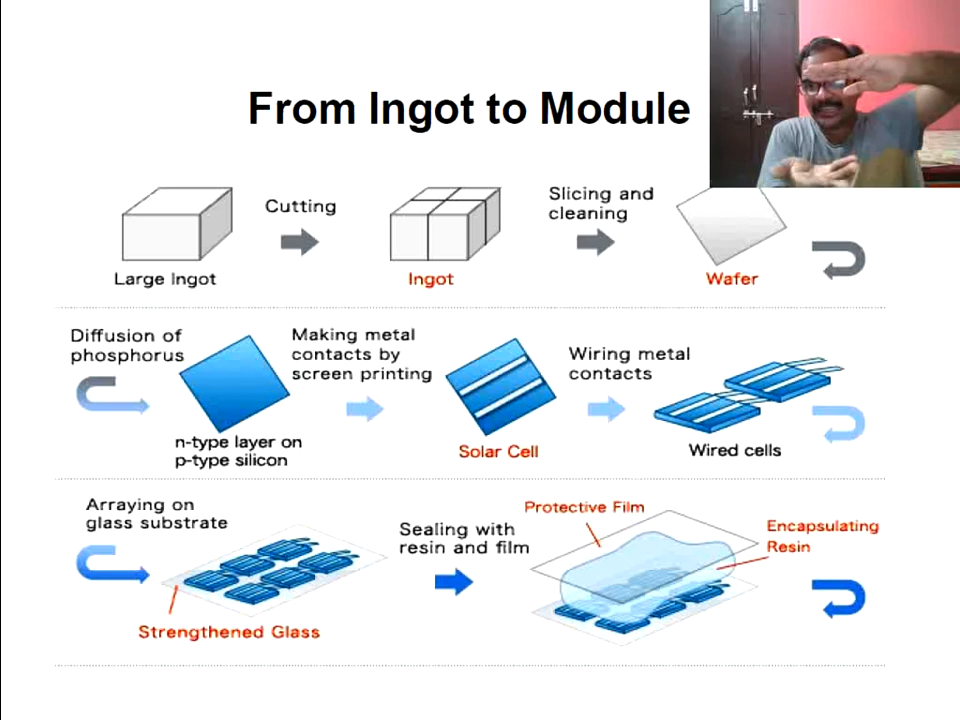 From Ingot to Module
Cutting
Slicing and
cleaning
Large Ingot
Ingot
Wafer
Diffusion of
phosphorus
Making metal
contacts by
screen printing
Wiring metal
contacts
n-type layer on
p-type silicon
Solar Cell
Wired cells
Arraying on
glass substrate
Sealing with
resin and film
Protective Film
Encapsulating
Resin
Strengthened Glass